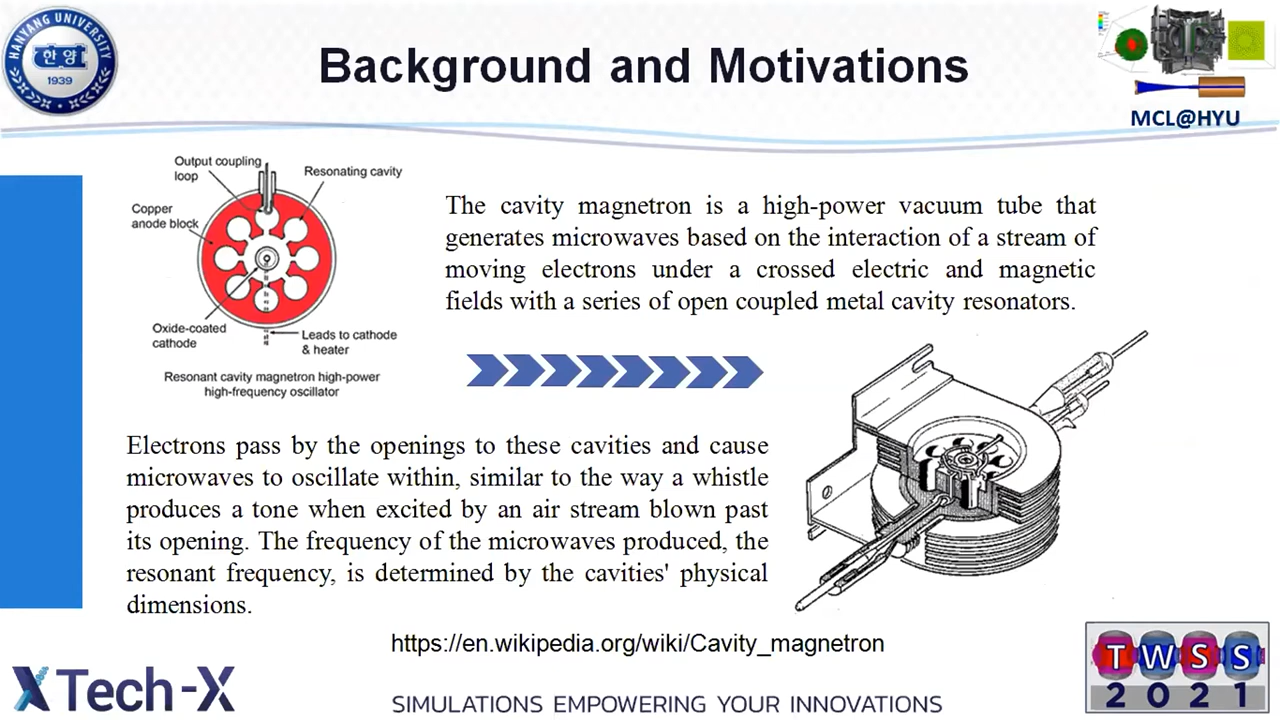 HANYANG UNIVERSITY
한양
1939
Background and Motivations
MCL@HYU
Output coupling
loop
Resonating cavity
Copper
anode block
Oxide-coated
cathode
Leads to cathode
& heater
Resonant cavity magnetron high-power
high-frequency oscillator
The cavity magnetron is a high-power vacuum tube that
generates microwaves based on the interaction of a stream of
moving electrons under a crossed electric and magnetic
fields with a series of open coupled metal cavity resonators.
Electrons pass by the openings to these cavities and cause
microwaves to oscillate within, similar to the way a whistle
produces a tone when excited by an air stream blown past
its opening. The frequency of the microwaves produced, the
resonant frequency, is determined by the cavities' physical
dimensions.
https://en.wikipedia.org/wiki/Cavity_magnetron
Tech-X
SIMULATIONS EMPOWERING YOUR INNOVATIONS
TWSS
2021